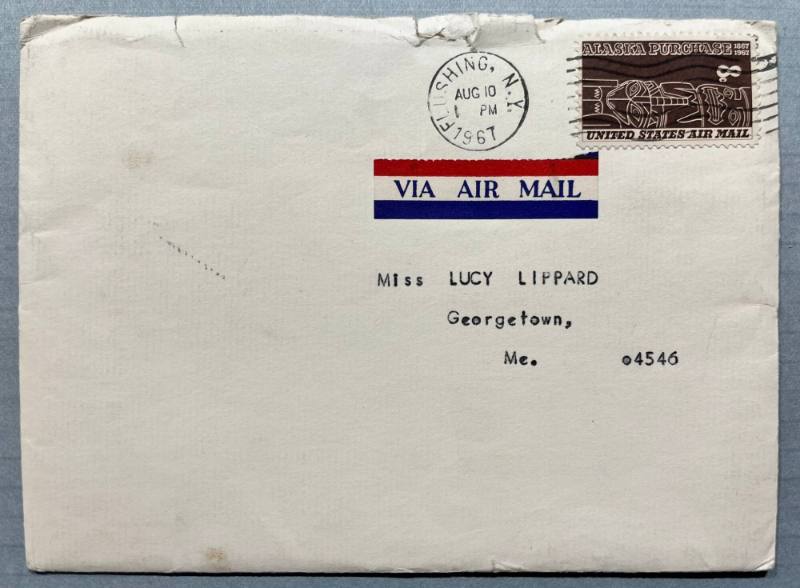 FLUSHING, N.Y.
AUG 10
PM
1967
ALASKA PURCHASE 1867 1967
8c
UNITED STATES AIR MAIL
VIA AIR MAIL
Miss LUCY LIPPARD
Georgetown,
Me. 04546